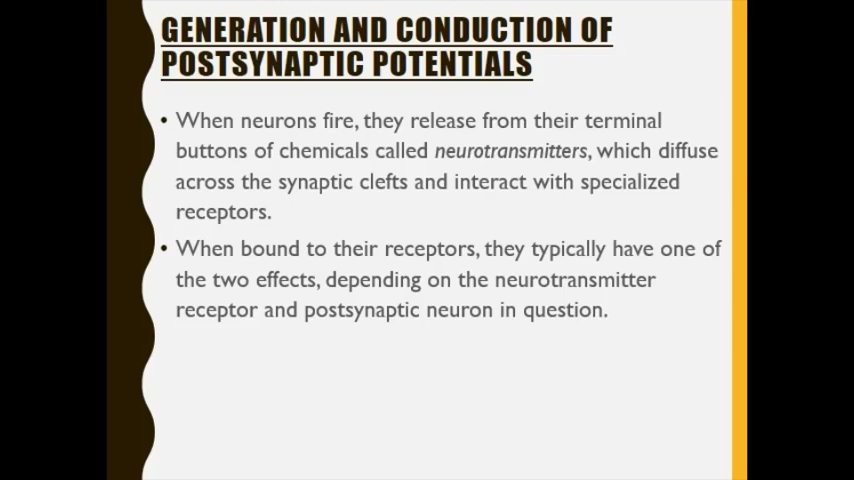 GENERATION AND CONDUCTION OF
POSTSYNAPTIC POTENTIALS
• When neurons fire, they release from their terminal
buttons of chemicals called neurotransmitters, which diffuse
across the synaptic clefts and interact with specialized
receptors.
• When bound to their receptors, they typically have one of
the two effects, depending on the neurotransmitter
receptor and postsynaptic neuron in question.